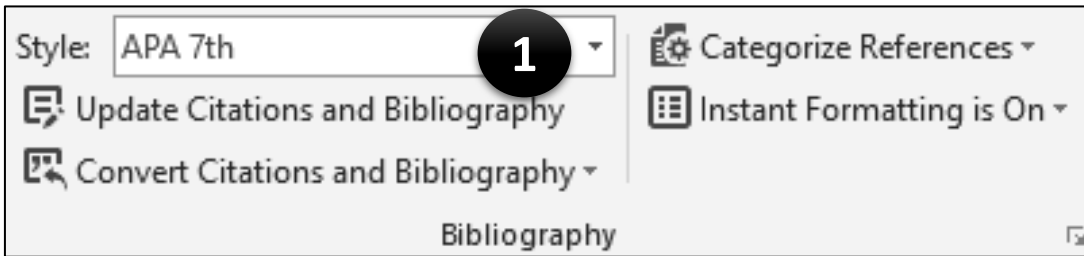 Style: APA 7th 1
Update Citations and Bibliography
Convert Citations and Bibliography
Categorize References
Instant Formatting is On
Bibliography